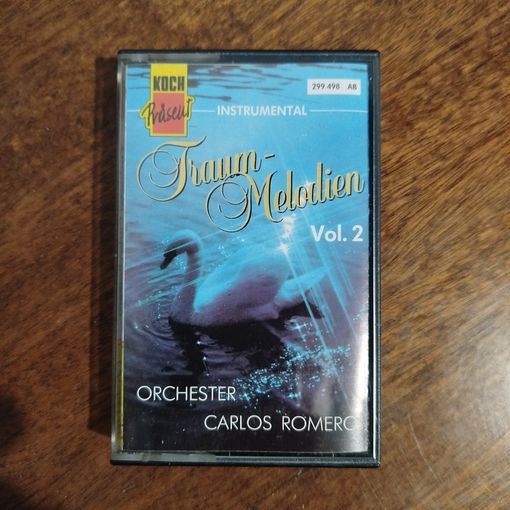 KOCH
Präsent
299 498 AB
INSTRUMENTAL
Traum-
Melodien
Vol. 2
ORCHESTER
CARLOS ROMERO